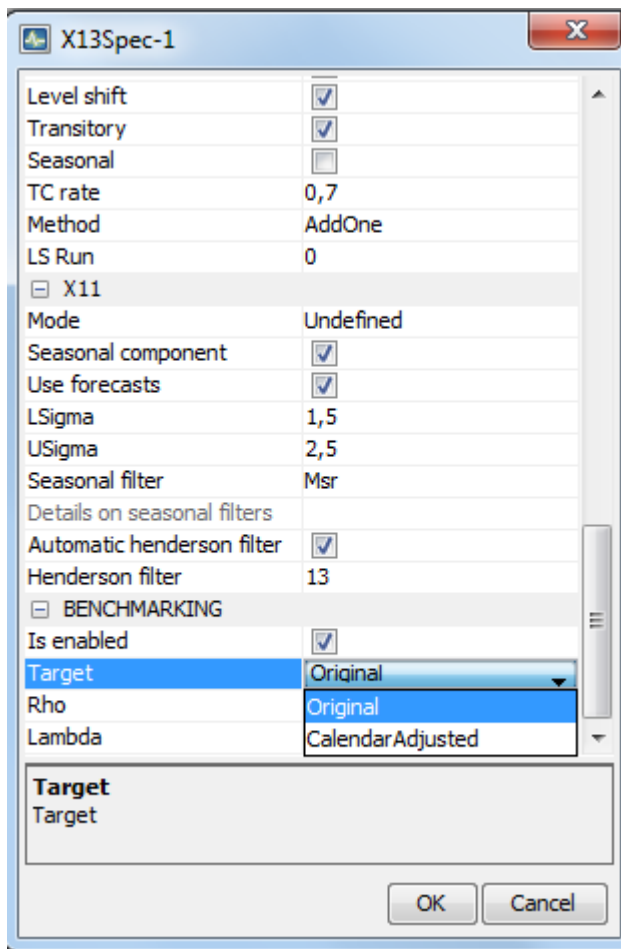 X13Spec-1
Level shift
Transitory
Seasonal
TC rate 0,7
Method AddOne
LS Run 0
X11
Mode Undefined
Seasonal component
Use forecasts
LSigma 1,5
USigma 2,5
Seasonal filter Msr
Details on seasonal filters
Automatic henderson filter
Henderson filter 13
BENCHMARKING
Is enabled
Target Original
Rho Original
Lambda CalendarAdjusted
Target
Target
OK Cancel